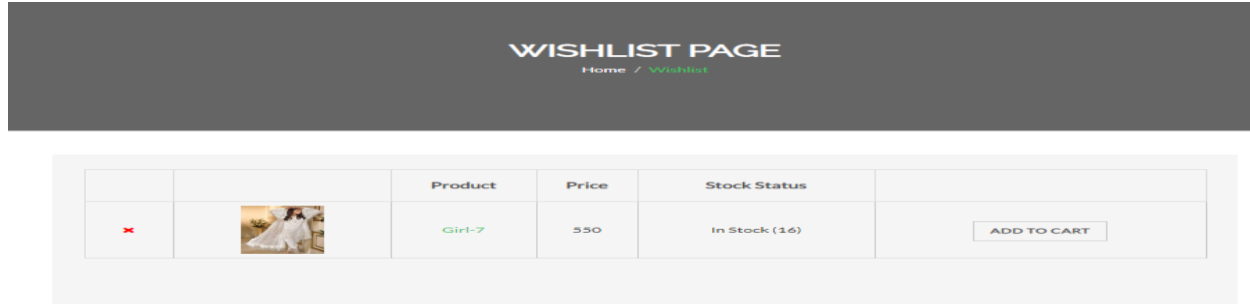 WISHLIST PAGE
Home / Wishlist
Product Price Stock Status
Girl-7 550 In Stock (16) ADD TO CART